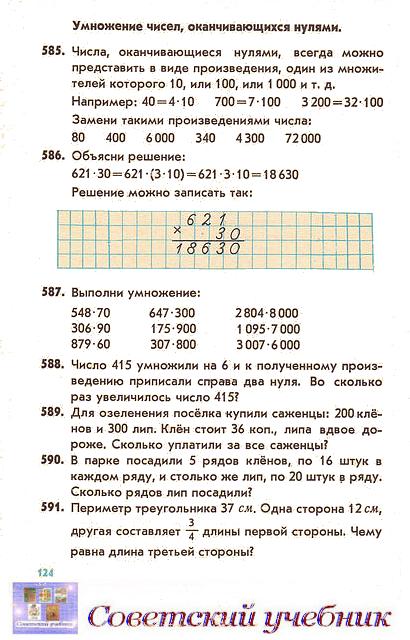 Умножение чисел, оканчивающихся нулями.
585. Числа, оканчивающиеся нулями, всегда можно
представить в виде произведения, один из множи-
телей которого 10, или 100, или 1 000 и т. д.
Например: 40=4·10 700=7·100 3 200=32·100
Замени такими произведениями числа:
80 400 6 000 340 4 300 72 000
586. Объясни решение:
621·30=621·(3·10)=621·3·10=18 630
Решение можно записать так:
621
× 30
18630
587. Выполни умножение:
548·70 647·300 2 804·8 000
306·90 175·900 1 095·7 000
879·60 307·800 3 007·6 000
588. Число 415 умножили на 6 и к полученному произ-
ведению приписали справа два нуля. Во сколько
раз увеличилось число 415?
589. Для озеленения посёлка купили саженцы: 200 клё-
нов и 300 лип. Клён стоит 36 коп., липа вдвое до-
роже. Сколько уплатили за все саженцы?
590. В парке посадили 5 рядов клёнов, по 16 штук в
каждом ряду, и столько же лип, по 20 штук в ряду.
Сколько рядов лип посадили?
591. Периметр треугольника 37 см. Одна сторона 12 см,
другая составляет 3/4 длины первой стороны. Чему
равна длина третьей стороны?
124
Советский учебник